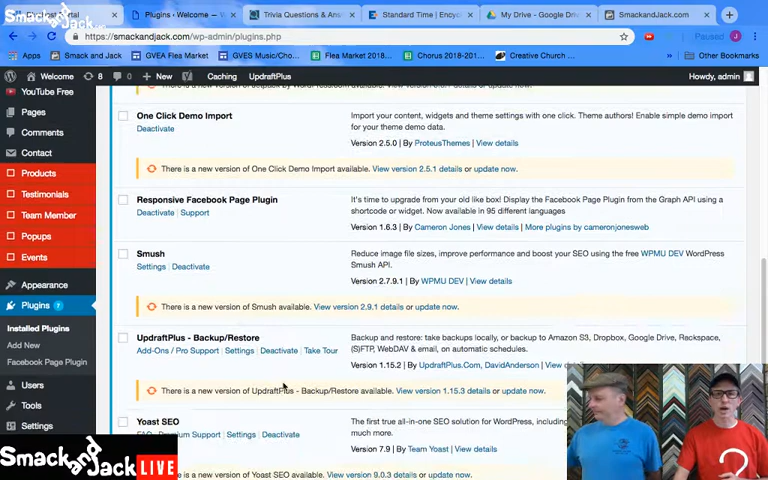 Smack and Jack
Portal
Plugins ‹ Welcome —
Trivia Questions & Ans
Standard Time | Ency
My Drive - Google Dri
SmackandJack.com
https://smackandjack.com/wp-admin/plugins.php
Paused
Apps
Smack and Jack
GVEA Flea Market
GVES Music/Cho...
Flea Market 2018...
Chorus 2018-201...
Creative Church ...
Other Bookmarks
Welcome
8
0
New
Caching
UpdraftPlus
Howdy, admin
YouTube Free
Pages
Comments
Contact
Products
Testimonials
Team Member
Popups
Events
Appearance
Plugins 7
Installed Plugins
Add New
Facebook Page Plugin
Users
Tools
Settings
One Click Demo Import
Deactivate
Import your content, widgets and theme settings with one click. Theme authors! Enable simple demo import
for your theme demo data.
Version 2.5.0 | By ProteusThemes | View details
There is a new version of One Click Demo Import available. View version 2.5.1 details or update now.
Responsive Facebook Page Plugin
Deactivate | Support
It's time to upgrade from your old like box! Display the Facebook Page Plugin from the Graph API using a
shortcode or widget. Now available in 95 different languages
Version 1.6.3 | By Cameron Jones | View details | More plugins by cameronjonesweb
Smush
Settings | Deactivate
Reduce image file sizes, improve performance and boost your SEO using the free WPMU DEV WordPress
Smush API.
Version 2.7.9.1 | By WPMU DEV | View details
There is a new version of Smush available. View version 2.9.1 details or update now.
UpdraftPlus - Backup/Restore
Add-Ons / Pro Support | Settings | Deactivate | Take Tour
Backup and restore: take backups locally, or backup to Amazon S3, Dropbox, Google Drive, Rackspace,
(S)FTP, WebDAV & email, on automatic schedules.
Version 1.15.2 | By UpdraftPlus.Com, DavidAnderson | View
There is a new version of UpdraftPlus - Backup/Restore available. View version 1.15.3 details or update now.
Yoast SEO
FAQ Premium Support | Settings | Deactivate
The first true all-in-one SEO solution for WordPress,
much more.
Version 7.9 | By Team Yoast | View details
is a new version of Yoast SEO available. View version 9.0.3 details or update now.
Smack and Jack LIVE
?